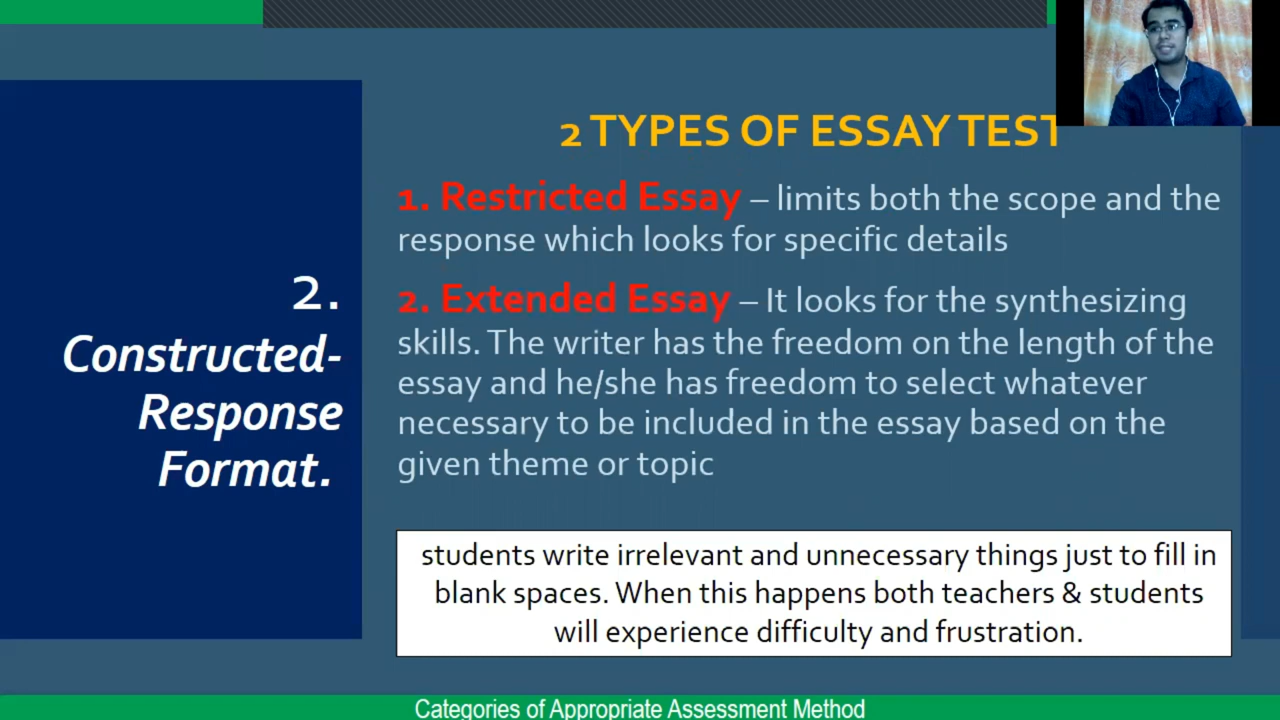 2 TYPES OF ESSAY TEST
1. Restricted Essay – limits both the scope and the
response which looks for specific details
2. Extended Essay – It looks for the synthesizing
skills. The writer has the freedom on the length of the
essay and he/she has freedom to select whatever
necessary to be included in the essay based on the
given theme or topic
2.
Constructed-
Response
Format.
students write irrelevant and unnecessary things just to fill in
blank spaces. When this happens both teachers & students
will experience difficulty and frustration.
Categories of Appropriate Assessment Method